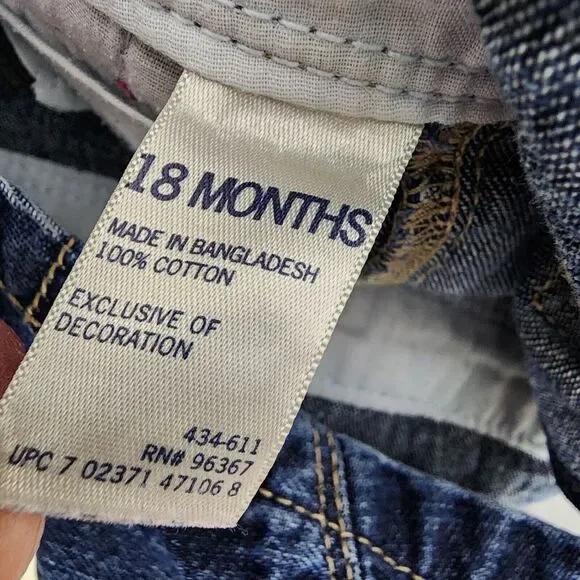 18 MONTHS
MADE IN BANGLADESH
100% COTTON
EXCLUSIVE OF
DECORATION
434-611
RN# 96367
UPC 7 02371 47106 8